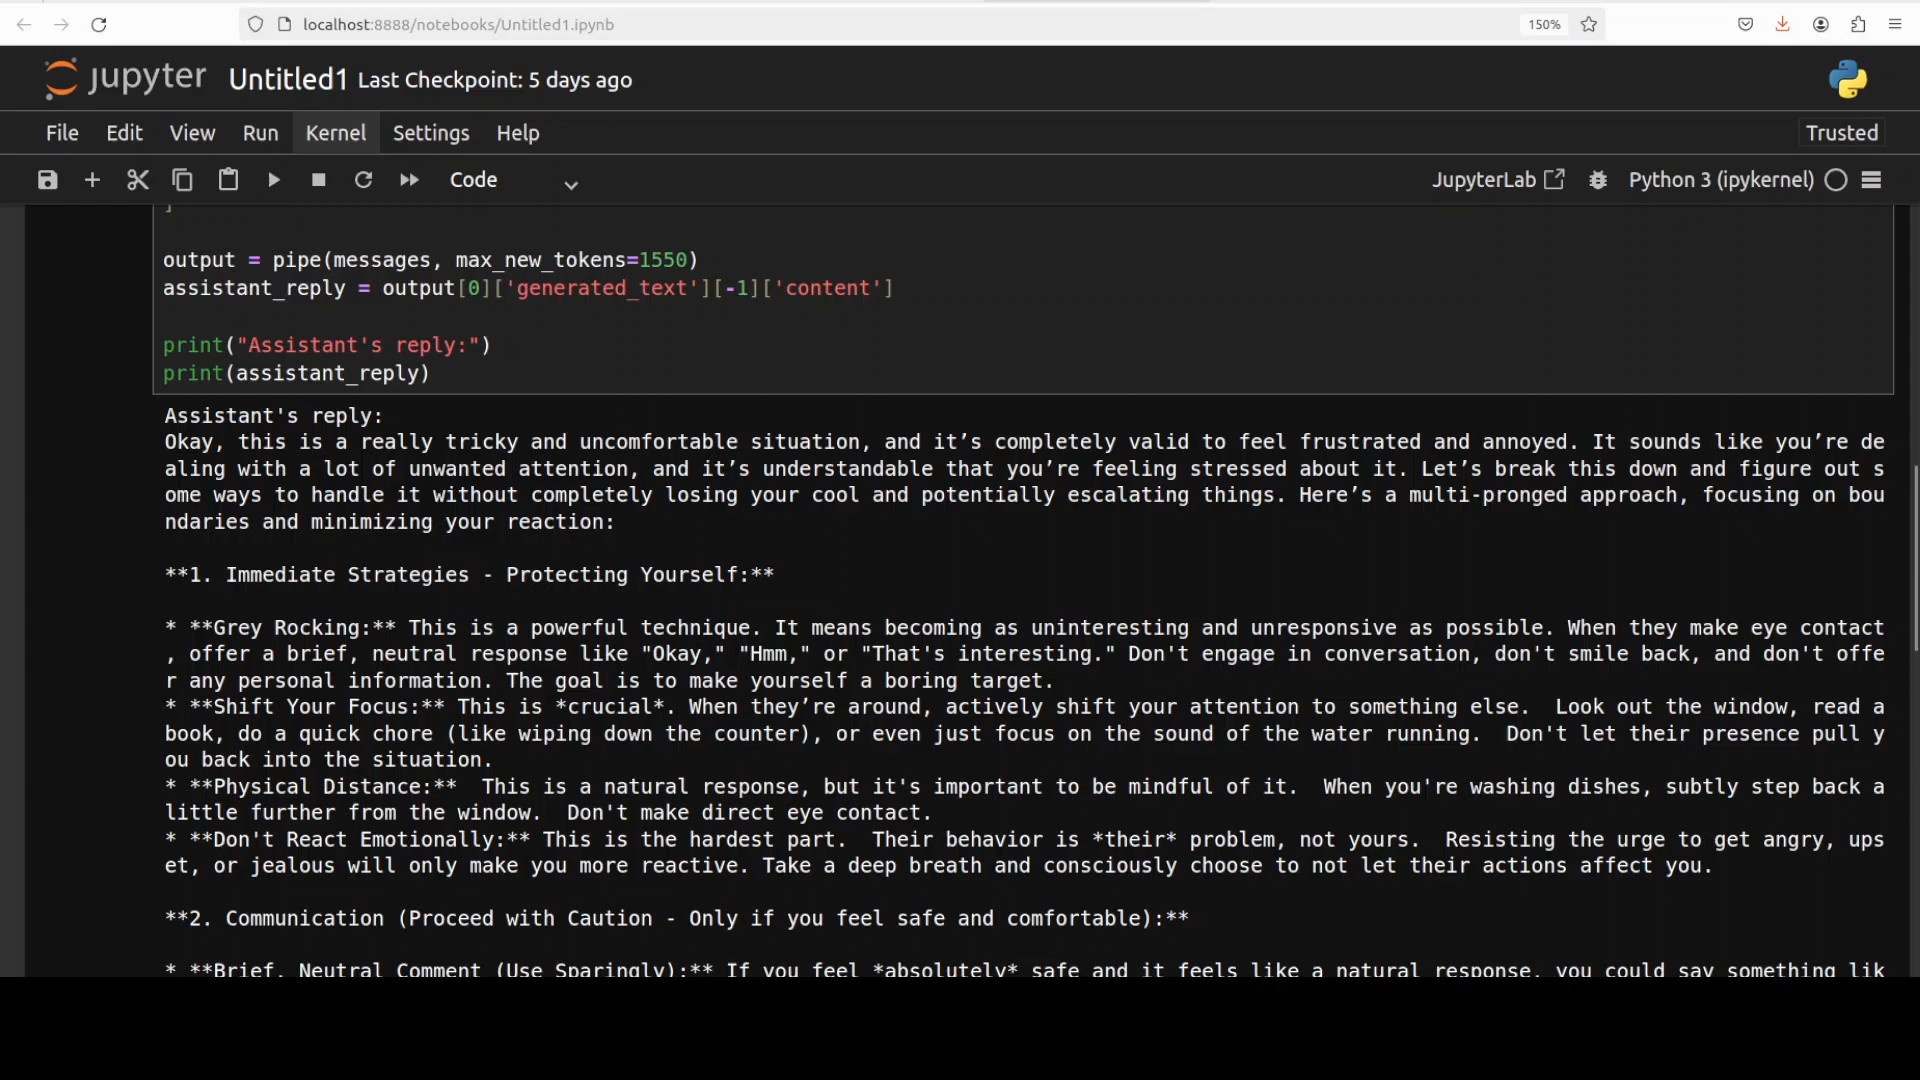 localhost:8888/notebooks/Untitled1.ipynb
150%
jupyter Untitled1 Last Checkpoint: 5 days ago
File Edit View Run Kernel Settings Help
Trusted
Code
JupyterLab
Python 3 (ipykernel)
]
output = pipe(messages, max_new_tokens=1550)
assistant_reply = output[0]['generated_text'][-1]['content']
print("Assistant's reply:")
print(assistant_reply)
Assistant's reply:
Okay, this is a really tricky and uncomfortable situation, and it’s completely valid to feel frustrated and annoyed. It sounds like you’re de
aling with a lot of unwanted attention, and it’s understandable that you’re feeling stressed about it. Let’s break this down and figure out s
ome ways to handle it without completely losing your cool and potentially escalating things. Here’s a multi-pronged approach, focusing on bou
ndaries and minimizing your reaction:
**1. Immediate Strategies - Protecting Yourself:**
* **Grey Rocking:** This is a powerful technique. It means becoming as uninteresting and unresponsive as possible. When they make eye contact
, offer a brief, neutral response like "Okay," "Hmm," or "That's interesting." Don't engage in conversation, don't smile back, and don't offe
r any personal information. The goal is to make yourself a boring target.
* **Shift Your Focus:** This is *crucial*. When they’re around, actively shift your attention to something else.  Look out the window, read a
book, do a quick chore (like wiping down the counter), or even just focus on the sound of the water running.  Don't let their presence pull y
ou back into the situation.
* **Physical Distance:**  This is a natural response, but it's important to be mindful of it.  When you're washing dishes, subtly step back a
little further from the window.  Don't make direct eye contact.
* **Don't React Emotionally:** This is the hardest part.  Their behavior is *their* problem, not yours.  Resisting the urge to get angry, ups
et, or jealous will only make you more reactive. Take a deep breath and consciously choose to not let their actions affect you.
**2. Communication (Proceed with Caution - Only if you feel safe and comfortable):**
* **Brief, Neutral Comment (Use Sparingly):** If you feel *absolutely* safe and it feels like a natural response, you could say something lik